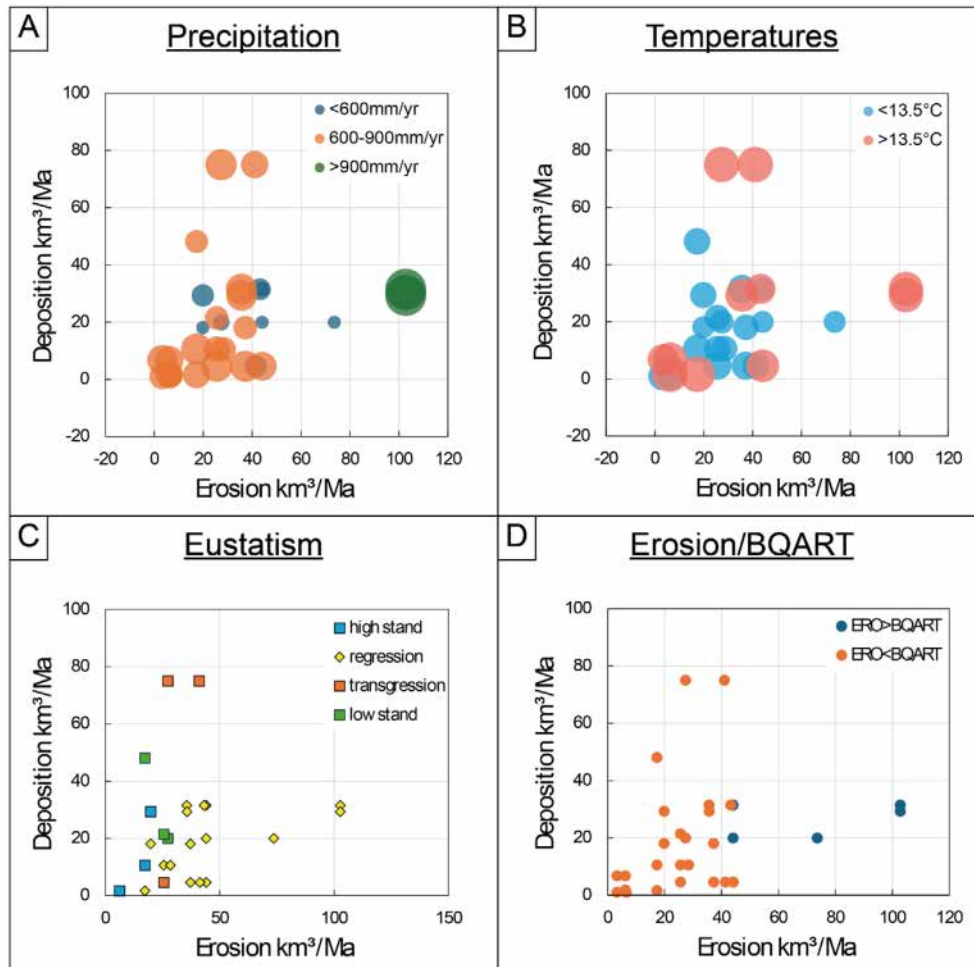 A
Precipitation
<600mm/yr
600-900mm/yr
>900mm/yr
Deposition km³/Ma
100
80
60
40
20
0
-20
-20 0 20 40 60 80 100 120
Erosion km³/Ma
B
Temperatures
<13.5°C
>13.5°C
Deposition km³/Ma
100
80
60
40
20
0
-20
-20 0 20 40 60 80 100 120
Erosion km³/Ma
C
Eustatism
high stand
regression
transgression
low stand
Deposition km³/Ma
100
80
60
40
20
0
0 50 100 150
Erosion km³/Ma
D
Erosion/BQART
ERO>BQART
ERO<BQART
Deposition km³/Ma
100
80
60
40
20
0
0 20 40 60 80 100 120
Erosion km³/Ma